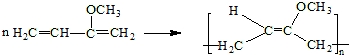 OCH₃
n H₂C=CH–C=CH₂
H OCH₃
C=C
H₂C CH₂ n